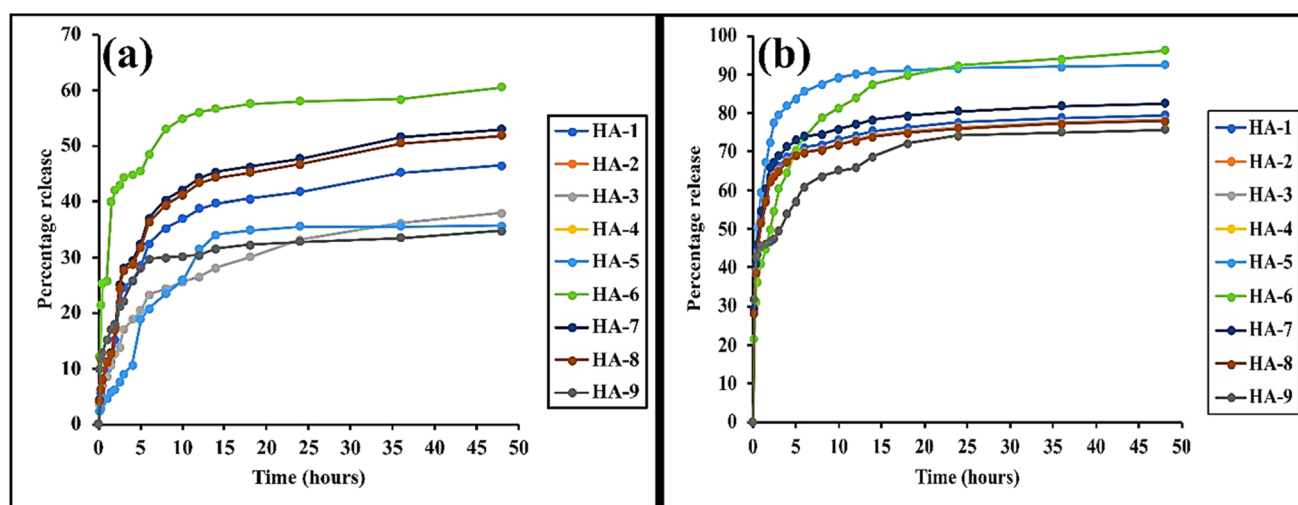 (a)
Percentage release
70
60
50
40
30
20
10
0
0 5 10 15 20 25 30 35 40 45 50
Time (hours)
HA-1
HA-2
HA-3
HA-4
HA-5
HA-6
HA-7
HA-8
HA-9
(b)
Percentage release
100
90
80
70
60
50
40
30
20
10
0
0 5 10 15 20 25 30 35 40 45 50
Time (hours)
HA-1
HA-2
HA-3
HA-4
HA-5
HA-6
HA-7
HA-8
HA-9